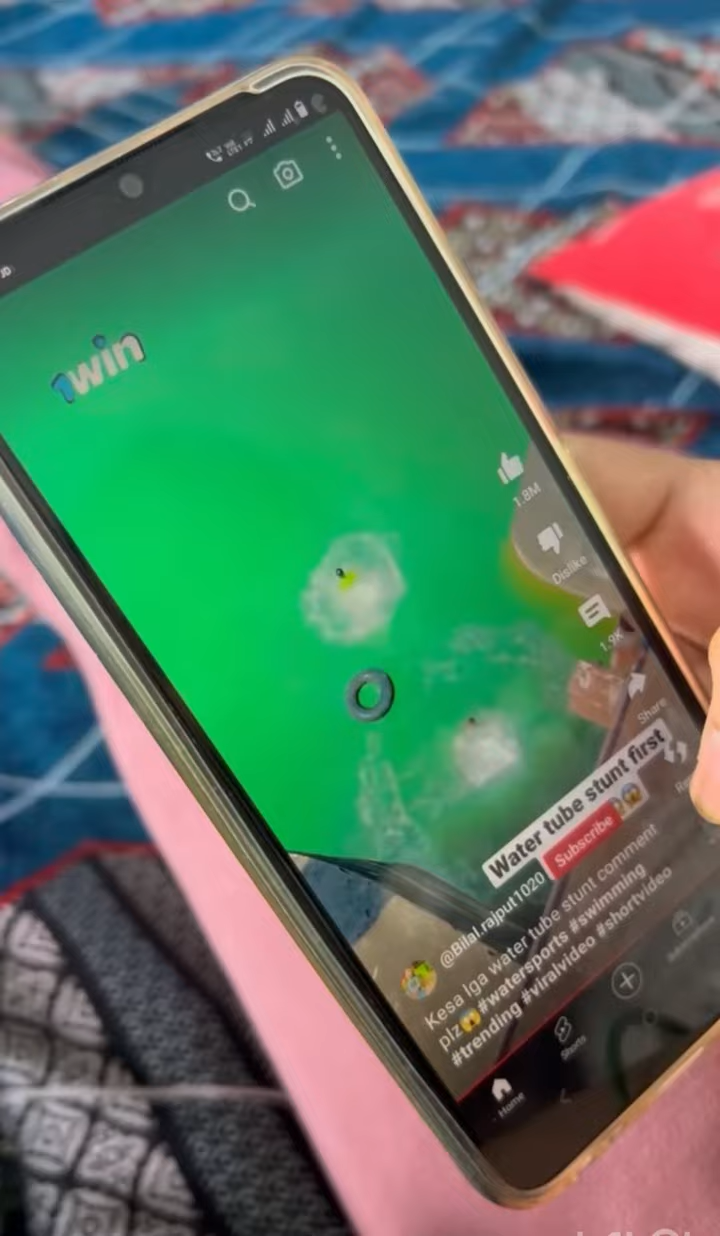 1win
1.8M
Dislike
1.9K
Share
Water tube stunt first
@Bilal.rajput1020 Subscribe
Kesa lga water tube stunt comment
plz😱#watersports #swimming
#trending #viralvideo #shortvideo
Home
Shorts